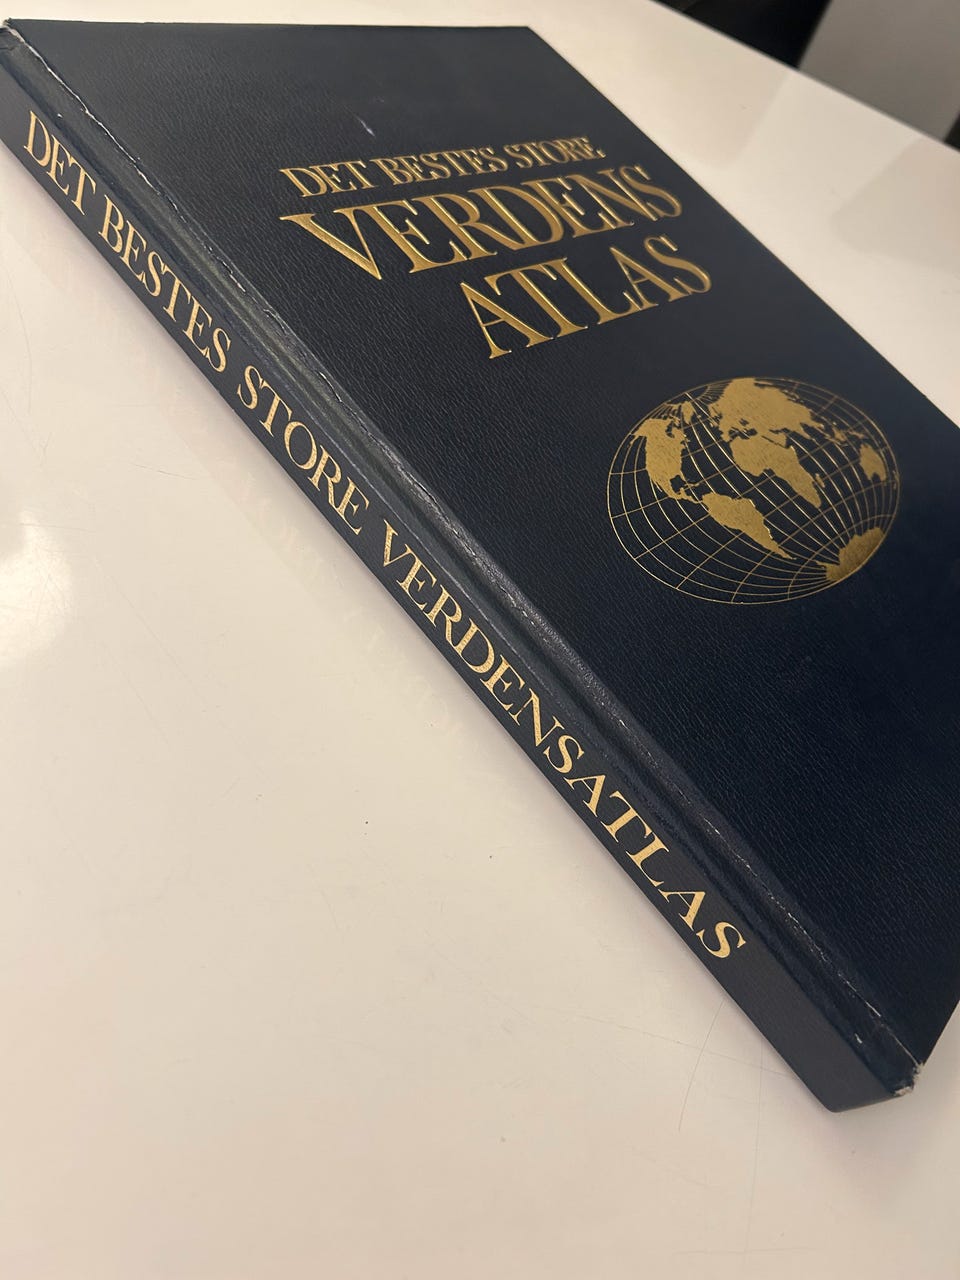 DET BESTES STORE
VERDENS
ATLAS
DET BESTES STORE VERDENSATLAS